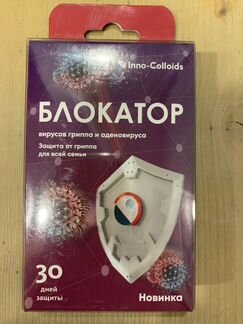 Inno-Colloids
БЛОКАТОР
вирусов гриппа и аденовируса
Защита от гриппа
для всей семьи
30
дней
защиты
Новинка